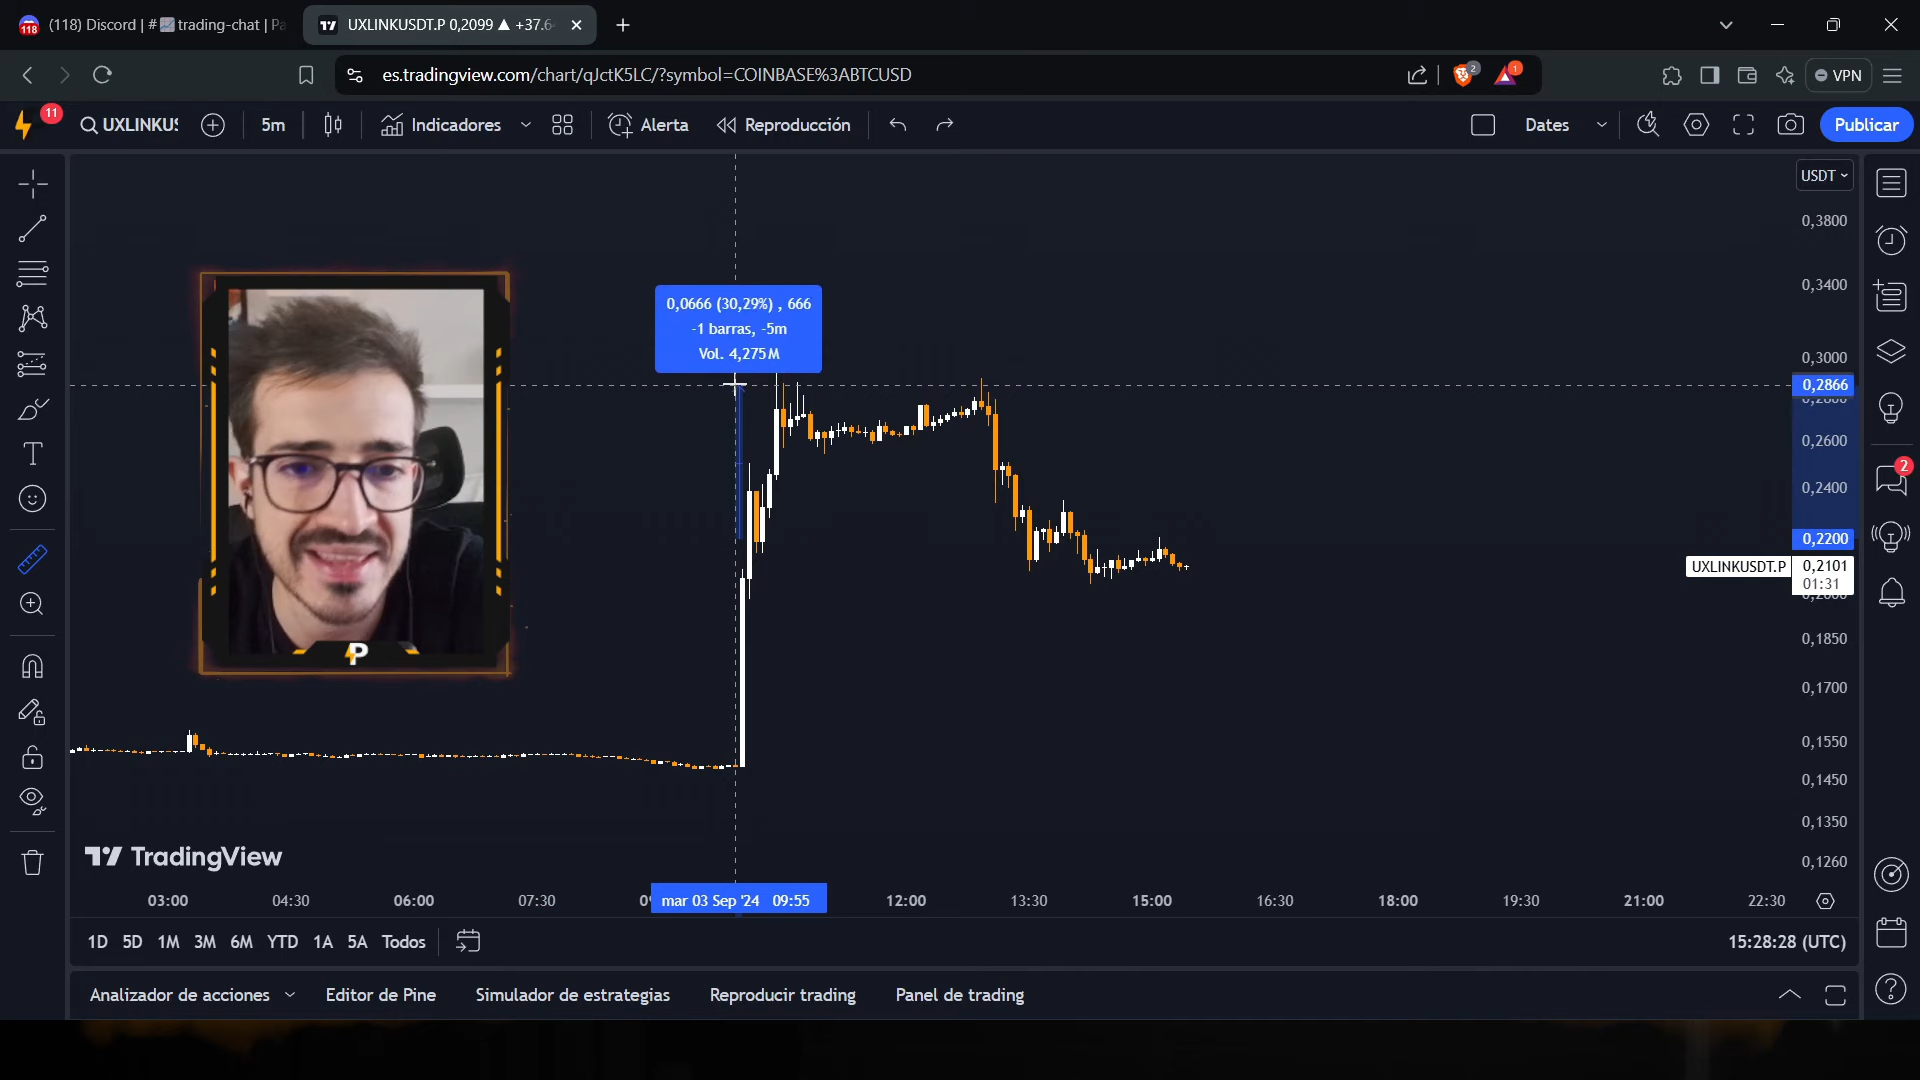 118
(118) Discord | # trading-chat | Pa
UXLINKUSDT.P 0,2099 ▲ +37.6
es.tradingview.com/chart/qJctK5LC/?symbol=COINBASE%3ABTCUSD
2
1
VPN
11
UXLINKUS
5m
Indicadores
Alerta
Reproducción
Dates
Publicar
USDT
0,3800
0,3400
0,3000
0,2866
0,2600
0,2400
0,2200
UXLINKUSDT.P
0,2101
01:31
0,1850
0,1700
0,1550
0,1450
0,1350
0,1260
2
0,0666 (30,29%) , 666
-1 barras, -5m
Vol. 4,275 M
P
TradingView
03:00
04:30
06:00
07:30
mar 03 Sep '24 09:55
12:00
13:30
15:00
16:30
18:00
19:30
21:00
22:30
1D 5D 1M 3M 6M YTD 1A 5A Todos
15:28:28 (UTC)
Analizador de acciones
Editor de Pine
Simulador de estrategias
Reproducir trading
Panel de trading